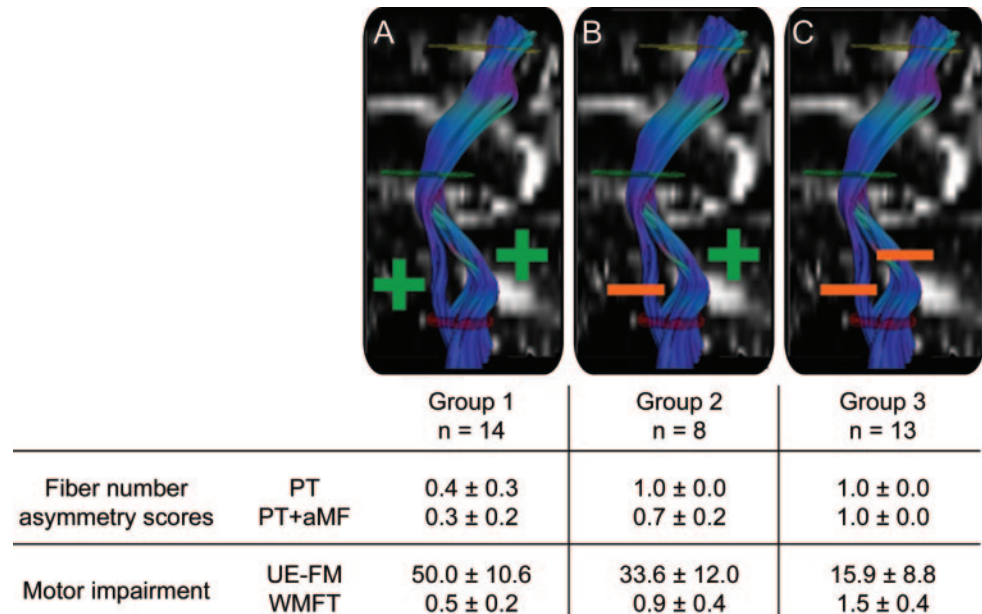 A B C
Group 1 Group 2 Group 3
n = 14 n = 8 n = 13
Fiber number PT 0.4 ± 0.3 1.0 ± 0.0 1.0 ± 0.0
asymmetry scores PT+aMF 0.3 ± 0.2 0.7 ± 0.2 1.0 ± 0.0
Motor impairment UE-FM 50.0 ± 10.6 33.6 ± 12.0 15.9 ± 8.8
WMFT 0.5 ± 0.2 0.9 ± 0.4 1.5 ± 0.4